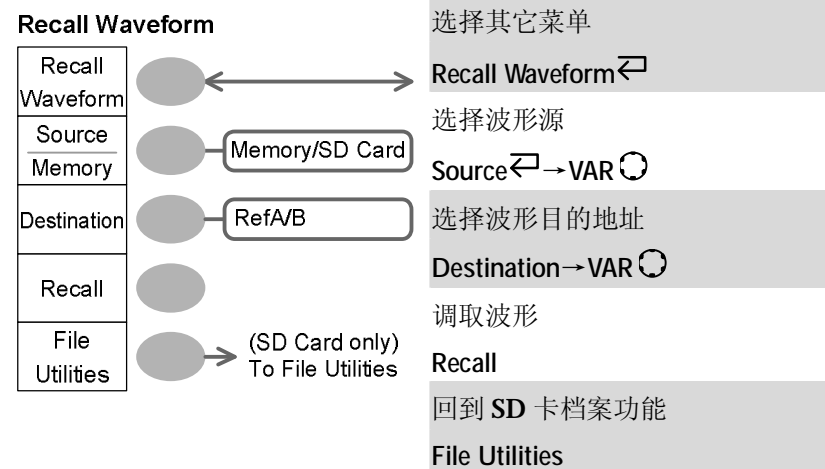 Recall Waveform
Recall
Waveform
Source
Memory
Memory/SD Card
Destination
RefA/B
Recall
File
Utilities
(SD Card only)
To File Utilities
选择其它菜单
Recall Waveform
选择波形源
Source→VAR
选择波形目的地址
Destination→VAR
调取波形
Recall
回到 SD 卡档案功能
File Utilities